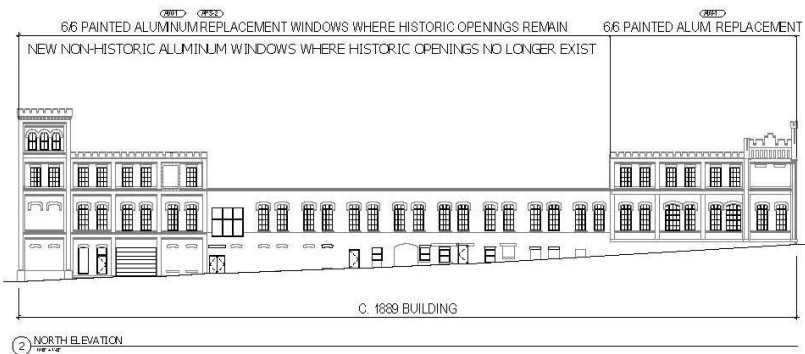 6/6 PAINTED ALUMINUM REPLACEMENT WINDOWS WHERE HISTORIC OPENINGS REMAIN
6/6 PAINTED ALUM. REPLACEMENT
NEW NON-HISTORIC ALUMINUM WINDOWS WHERE HISTORIC OPENINGS NO LONGER EXIST
C. 1889 BUILDING
2 NORTH ELEVATION